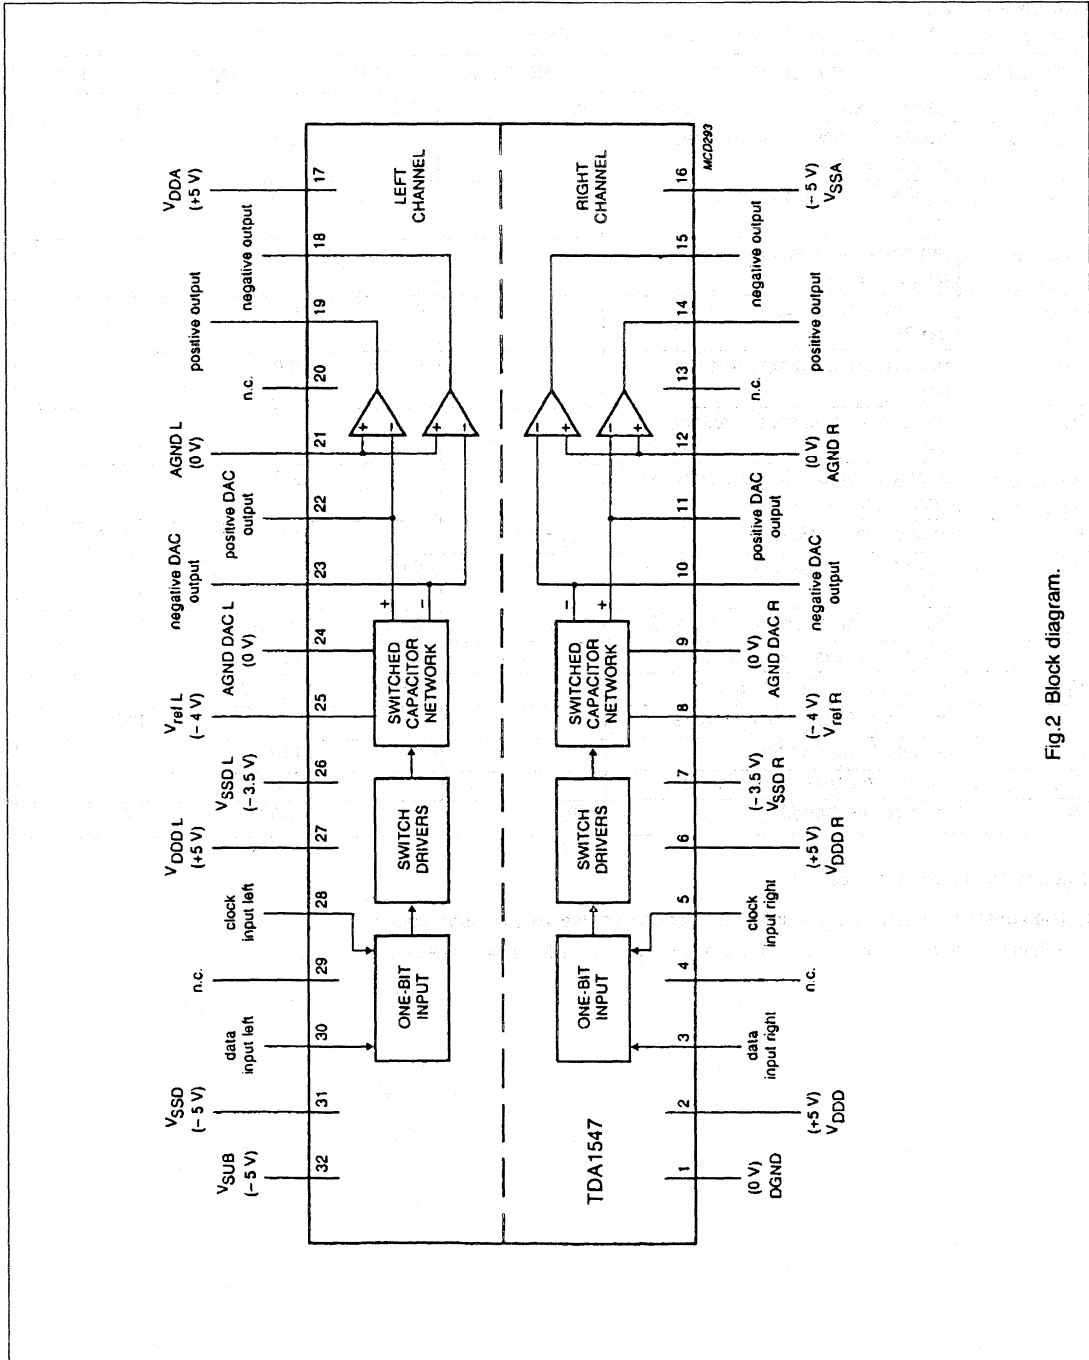 VSUB
(– 5 V)
32
VSSD
(– 5 V)
31
data
input left
30
n.c.
29
clock
input left
28
VDDD L
(+5 V)
27
VSSD L
(–3.5 V)
26
Vref L
(– 4 V)
25
AGND DAC L
(0 V)
24
negative DAC
output
23
positive DAC
output
22
AGND L
(0 V)
21
n.c.
20
positive output
19
negative output
18
VDDA
(+5 V)
17
ONE-BIT
INPUT
SWITCH
DRIVERS
SWITCHED
CAPACITOR
NETWORK
+
–
+
–
+
–
LEFT
CHANNEL
TDA1547
ONE-BIT
INPUT
SWITCH
DRIVERS
SWITCHED
CAPACITOR
NETWORK
–
+
–
+
–
+
RIGHT
CHANNEL
1
(0 V)
DGND
2
(+5 V)
VDDD
3
data
input right
4
n.c.
5
clock
input right
6
(+5 V)
VDDD R
7
(–3.5 V)
VSSD R
8
(– 4 V)
Vref R
9
(0 V)
AGND DAC R
10
negative DAC
output
11
positive DAC
output
12
(0 V)
AGND R
13
n.c.
14
positive output
15
negative output
16
(– 5 V)
VSSA
MCD293
Fig.2 Block diagram.